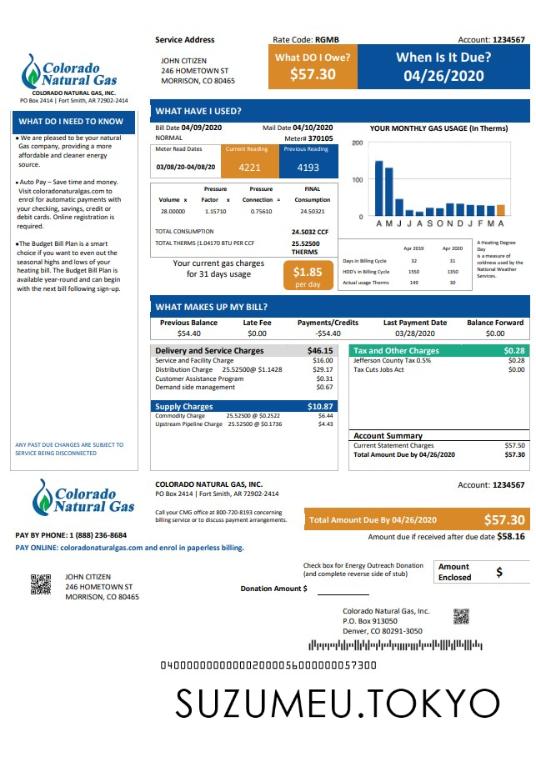 Service Address
Rate Code: RGMB
Account: 1234567
Colorado
Natural Gas
COLORADO NATURAL GAS, INC.
PO Box 2414 | Fort Smith, AR 72902-2414
JOHN CITIZEN
246 HOMETOWN ST
MORRISON, CO 80465
What DO I Owe?
$57.30
When Is It Due?
04/26/2020
WHAT DO I NEED TO KNOW
• We are pleased to be your natural
Gas company, providing a more
affordable and cleaner energy
source.
• Auto Pay – Save time and money.
Visit coloradonaturalgas.com to
enrol for automatic payments with
your checking, savings, credit or
debit cards. Online registration is
required.
•The Budget Bill Plan is a smart
choice if you want to even out the
seasonal highs and lows of your
heating bill. The Budget Bill Plan is
available year-round and can begin
with the next bill following sign-up.
ANY PAST DUE CHARGES ARE SUBJECT TO
SERVICE BEING DISCONNECTED
WHAT HAVE I USED?
Bill Date 04/09/2020 Mail Date 04/10/2020
NORMAL Meter# 370105
Meter Read Dates Current Reading Previous Reading
03/08/20-04/08/20 4221 4193
Pressure Pressure FINAL
Volume x Factor x Connection = Consumption
28.00000 1.15710 0.75610 24.50321
TOTAL CONSUMPTION 24.5032 CCF
TOTAL THERMS (1.04170 BTU PER CCF 25.52500
THERMS
Your current gas charges
for 31 days usage
$1.85
per day
YOUR MONTHLY GAS USAGE (In Therms)
200
100
0
A M J J A S O N D J F M A
Apr 2019 Apr 2020
Days in Billing Cycle 32 31
HDD's in Billing Cycle 1350 1350
Actual usage Therms 149 30
A Heating Degree
Day
is a measure of
coldness used by the
National Weather
Services.
WHAT MAKES UP MY BILL?
Previous Balance Late Fee Payments/Credits Last Payment Date Balance Forward
$54.40 $0.00 -$54.40 03/28/2020 $0.00
Delivery and Service Charges $46.15
Service and Facility Charge $16.00
Distribution Charge 25.52500@ $1.1428 $29.17
Customer Assistance Program $0.31
Demand side management $0.67
Supply Charges $10.87
Commodity Charge 25.52500 @ $0.2522 $6.44
Upstream Pipeline Charge 25.52500 @ $0.1736 $4.43
Tax and Other Charges $0.28
Jefferson County Tax 0.5% $0.28
Tax Cuts Jobs Act $0.00
Account Summary
Current Statement Charges $57.50
Total Amount Due by 04/26/2020 $57.30
Colorado
Natural Gas
COLORADO NATURAL GAS, INC.
PO Box 2414 | Fort Smith, AR 72902-2414
Account: 1234567
Call your CMG office at 800-720-8193 concerning
billing service or to discuss payment arrangements.
Total Amount Due By 04/26/2020 $57.30
Amount due if received after due date $58.16
PAY BY PHONE: 1 (888) 236-8684
PAY ONLINE: coloradonaturalgas.com and enrol in paperless billing.
JOHN CITIZEN
246 HOMETOWN ST
MORRISON, CO 80465
Check box for Energy Outreach Donation
(and complete reverse side of stub)
Donation Amount $
Amount
Enclosed $
Colorado Natural Gas, Inc.
P.O. Box 913050
Denver, CO 80291-3050
SUZUMEU.TOKYO